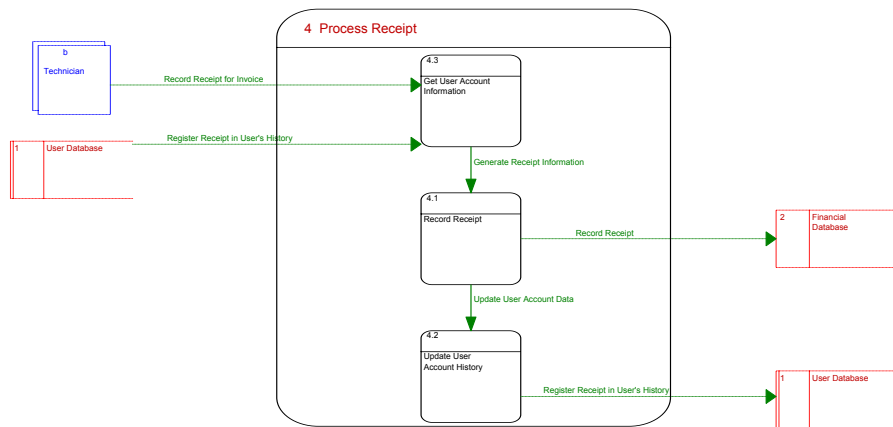 4 Process Receipt
b
Technician
Record Receipt for Invoice
4.3
Get User Account
Information
1 User Database
Register Receipt in User's History
Generate Receipt Information
4.1
Record Receipt
Record Receipt
2 Financial
Database
Update User Account Data
4.2
Update User
Account History
Register Receipt in User's History
1 User Database